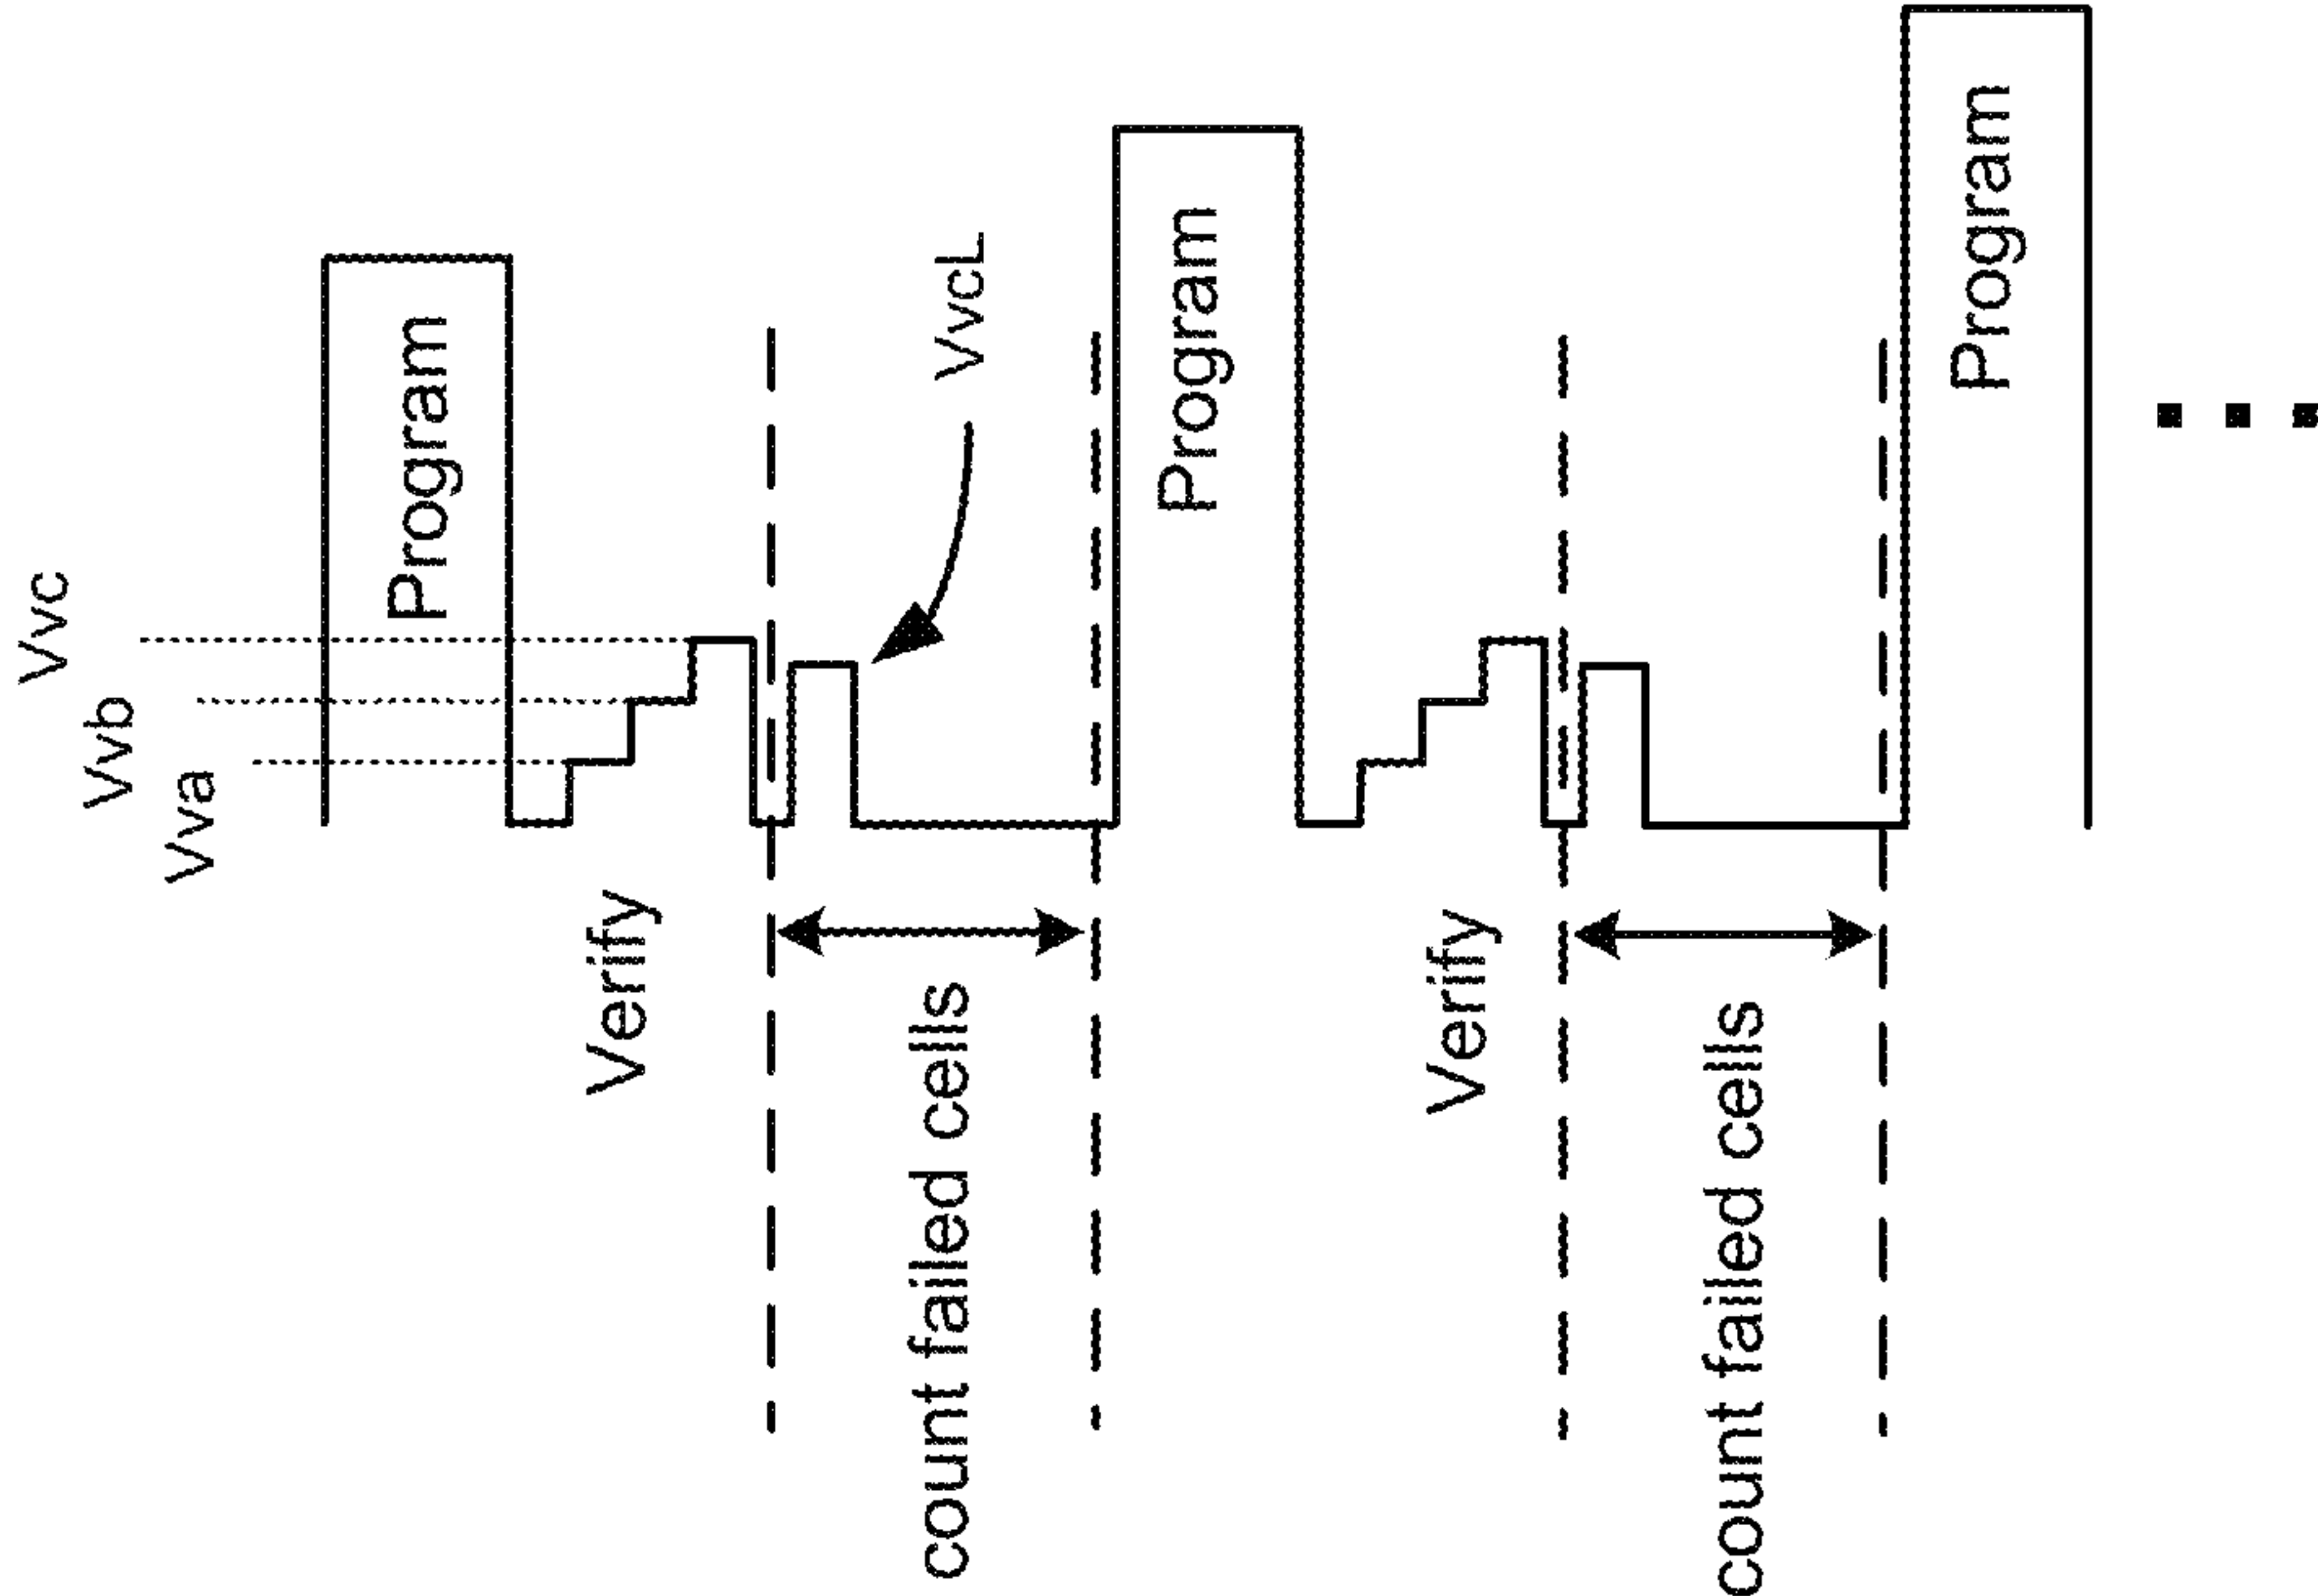 Vva
Vvb
Vvc
Program
Verify
count failed cells
VvcL
Program
Verify
count failed cells
Program